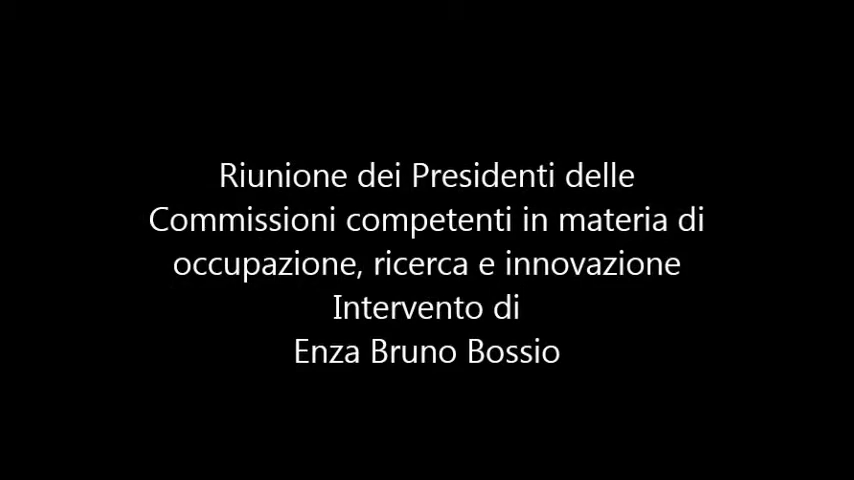 Riunione dei Presidenti delle
Commissioni competenti in materia di
occupazione, ricerca e innovazione
Intervento di
Enza Bruno Bossio